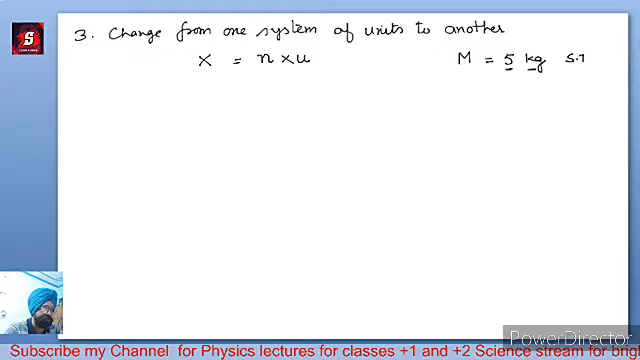 3. Change from one system of units to another
X = n × u M = 5 kg S.I
S
PowerDirector
Subscribe my Channel for Physics lectures for classes +1 and +2 Science stream for brig